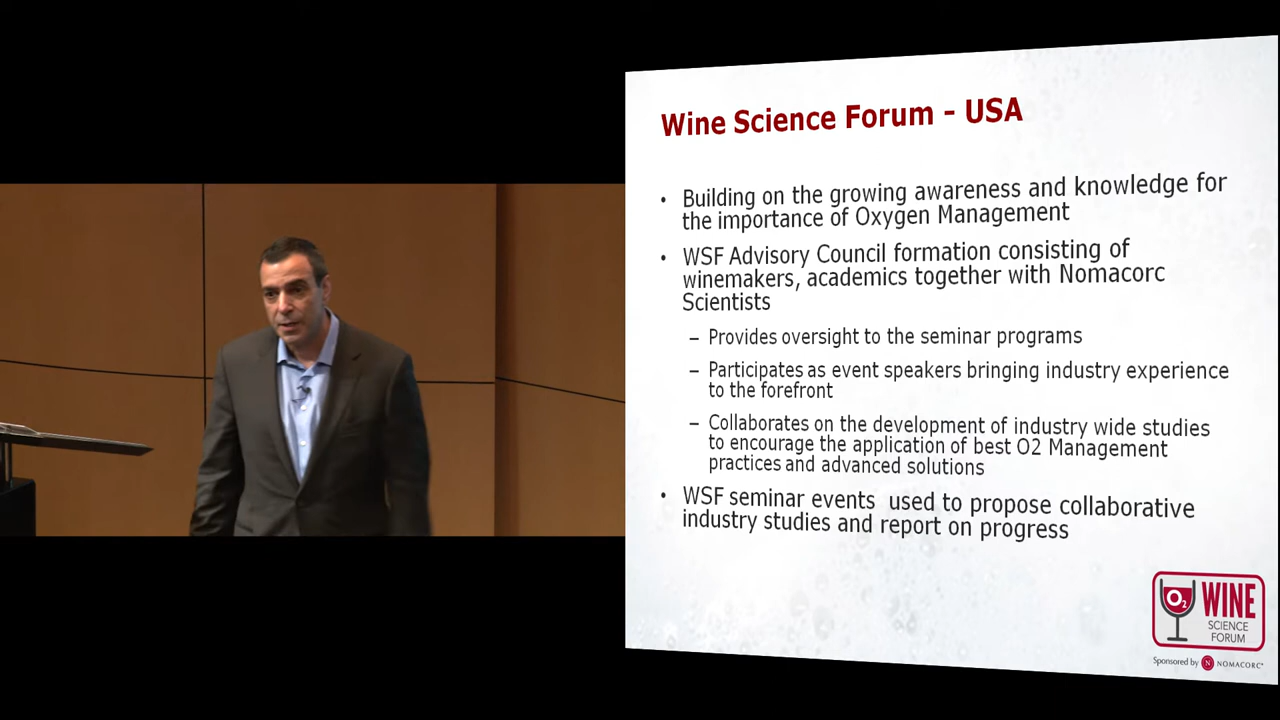 Wine Science Forum - USA
• Building on the growing awareness and knowledge for
the importance of Oxygen Management
• WSF Advisory Council formation consisting of
winemakers, academics together with Nomacorc
Scientists
– Provides oversight to the seminar programs
– Participates as event speakers bringing industry experience
to the forefront
– Collaborates on the development of industry wide studies
to encourage the application of best O2 Management
practices and advanced solutions
• WSF seminar events used to propose collaborative
industry studies and report on progress
O2
WINE
SCIENCE
FORUM
Sponsored by N NOMACORC